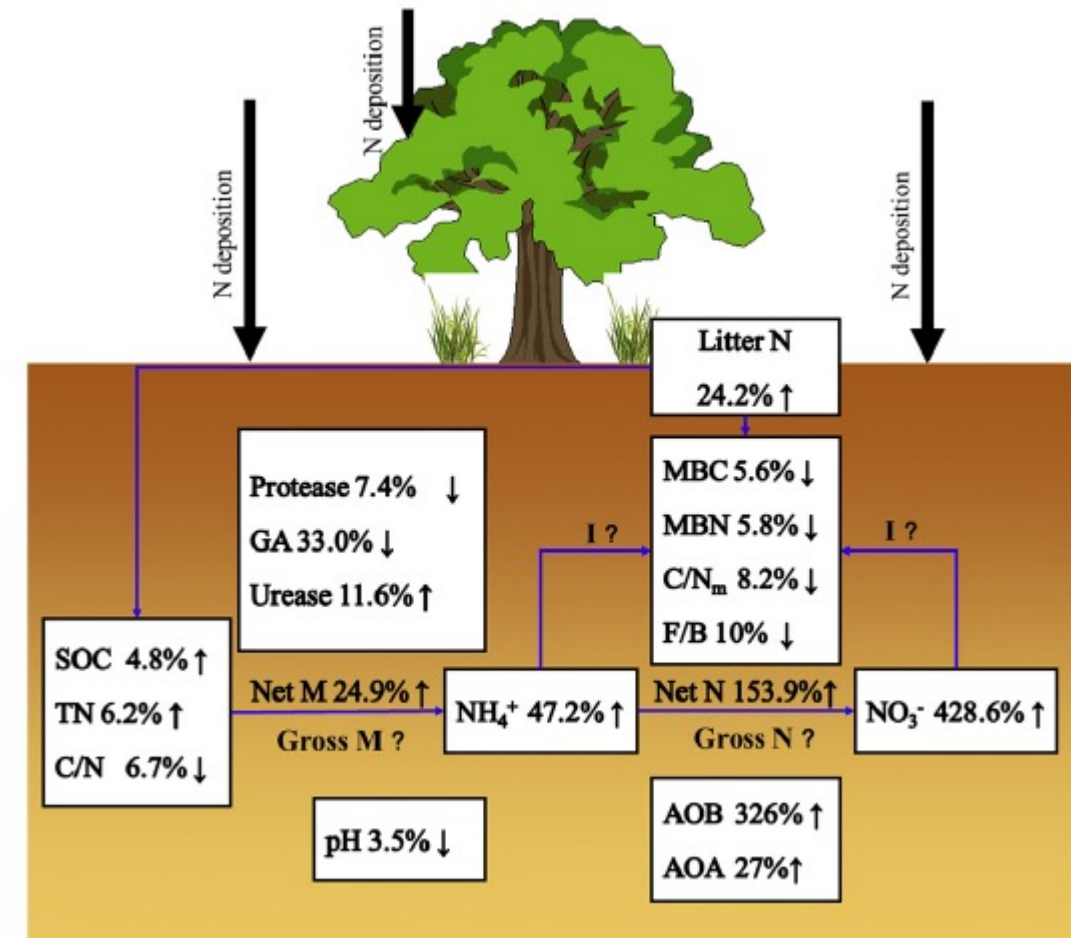 N deposition
N deposition
N deposition
Litter N
24.2% ↑
Protease 7.4% ↓
GA 33.0% ↓
Urease 11.6% ↑
MBC 5.6% ↓
MBN 5.8% ↓
C/Nₘ 8.2% ↓
F/B 10% ↓
I ?
I ?
SOC 4.8% ↑
TN 6.2% ↑
C/N 6.7% ↓
Net M 24.9% ↑
Gross M ?
NH₄⁺ 47.2% ↑
Net N 153.9% ↑
Gross N ?
NO₃⁻ 428.6% ↑
pH 3.5% ↓
AOB 326% ↑
AOA 27% ↑